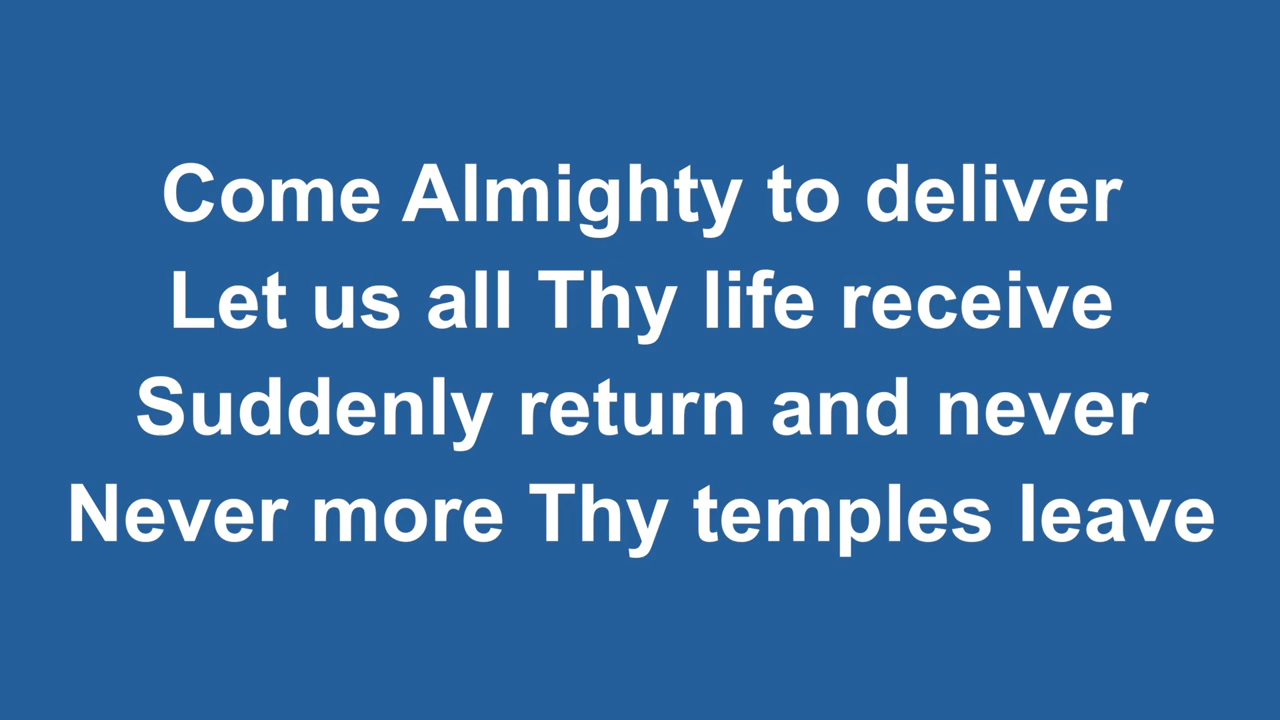 Come Almighty to deliver
Let us all Thy life receive
Suddenly return and never
Never more Thy temples leave